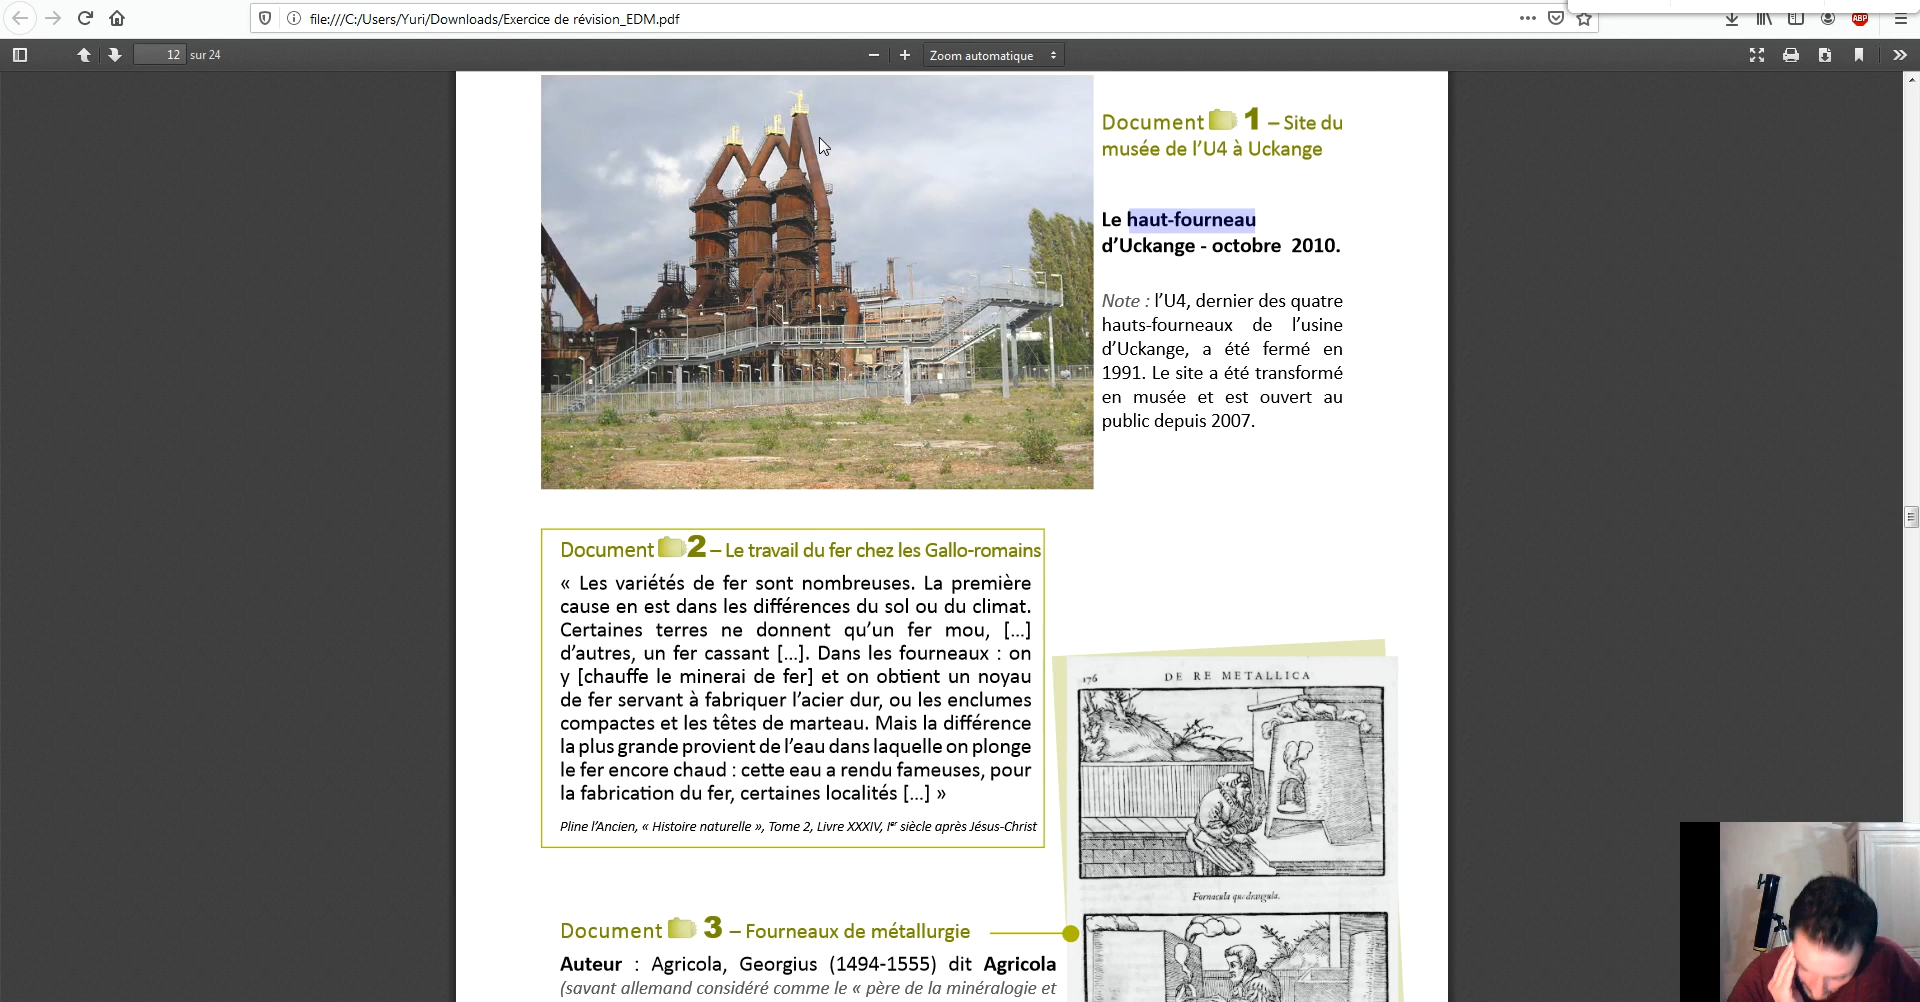 file:///C:/Users/Yuri/Downloads/Exercice de révision_EDM.pdf
ABP
12 sur 24
Zoom automatique
Document 1 – Site du
musée de l’U4 à Uckange
Le haut-fourneau
d’Uckange - octobre 2010.
Note : l’U4, dernier des quatre
hauts-fourneaux de l’usine
d’Uckange, a été fermé en
1991. Le site a été transformé
en musée et est ouvert au
public depuis 2007.
Document 2 – Le travail du fer chez les Gallo-romains
« Les variétés de fer sont nombreuses. La première
cause en est dans les différences du sol ou du climat.
Certaines terres ne donnent qu’un fer mou, [...]
d’autres, un fer cassant [...]. Dans les fourneaux : on
y [chauffe le minerai de fer] et on obtient un noyau
de fer servant à fabriquer l’acier dur, ou les enclumes
compactes et les têtes de marteau. Mais la différence
la plus grande provient de l’eau dans laquelle on plonge
le fer encore chaud : cette eau a rendu fameuses, pour
la fabrication du fer, certaines localités [...] »
Pline l’Ancien, « Histoire naturelle », Tome 2, Livre XXXIV, Ier siècle après Jésus-Christ
176 DE RE METALLICA
Fornacula quadrangula.
Document 3 – Fourneaux de métallurgie
Auteur : Agricola, Georgius (1494-1555) dit Agricola
(savant allemand considéré comme le « père de la minéralogie et